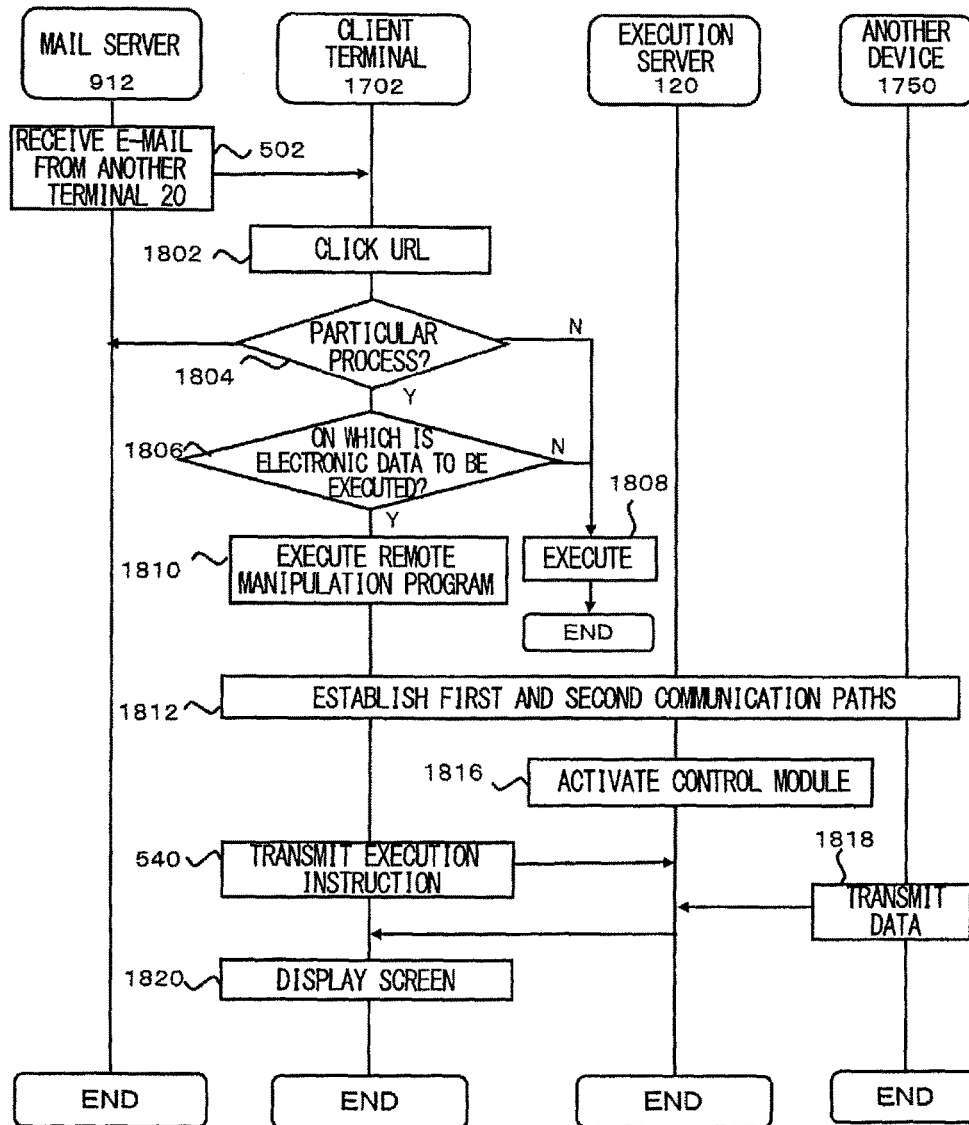 MAIL SERVER
912
CLIENT
TERMINAL
1702
EXECUTION
SERVER
120
ANOTHER
DEVICE
1750
RECEIVE E-MAIL
FROM ANOTHER
TERMINAL 20
502
1802
CLICK URL
PARTICULAR
PROCESS?
N
1804
Y
1806
ON WHICH IS
ELECTRONIC DATA TO BE
EXECUTED?
N
Y
1808
1810
EXECUTE REMOTE
MANIPULATION PROGRAM
EXECUTE
END
1812
ESTABLISH FIRST AND SECOND COMMUNICATION PATHS
1816
ACTIVATE CONTROL MODULE
540
TRANSMIT EXECUTION
INSTRUCTION
1818
TRANSMIT
DATA
1820
DISPLAY SCREEN
END
END
END
END